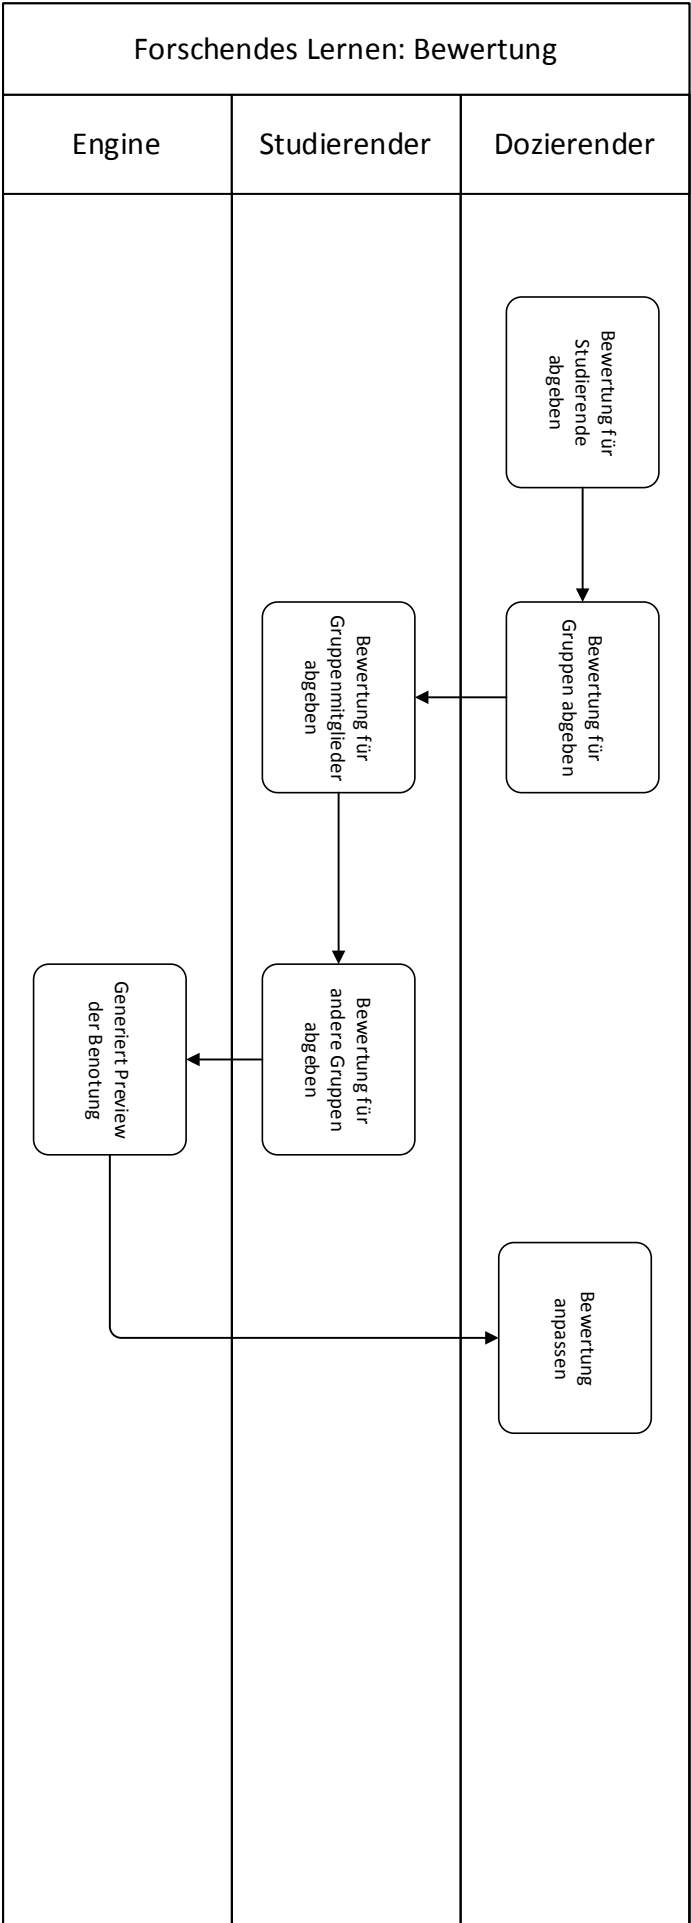 Forschendes Lernen: Bewertung
Engine
Studierender
Dozierender
Bewertung für
Studierende
abgeben
Bewertung für
Gruppen abgeben
Bewertung für
Gruppenmitglieder
abgeben
Bewertung für
andere Gruppen
abgeben
Generiert Preview
der Benotung
Bewertung
anpassen